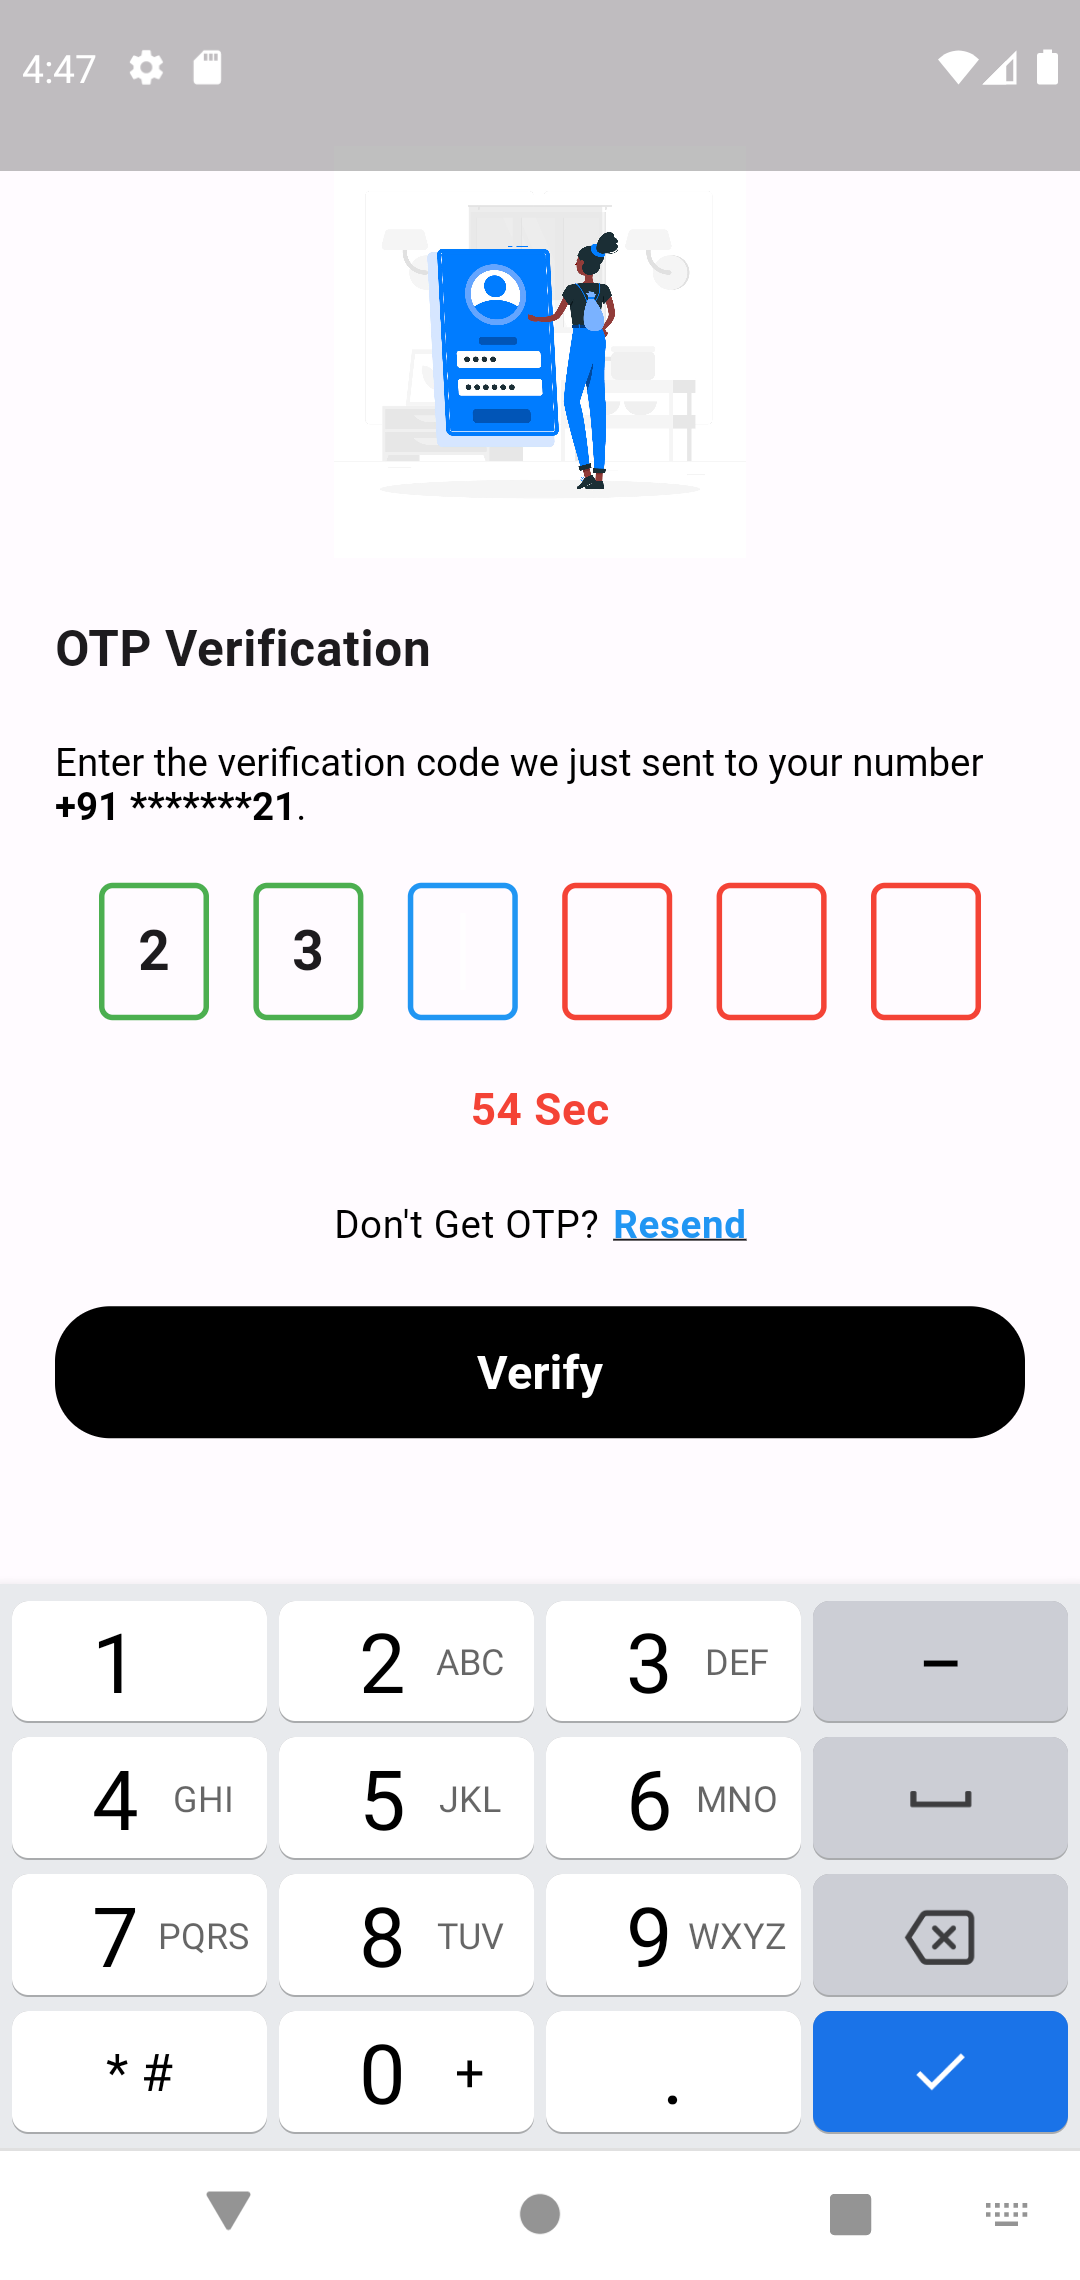 4:47
OTP Verification
Enter the verification code we just sent to your number
+91 *******21.
2 3
54 Sec
Don't Get OTP? Resend
Verify
1 2 ABC 3 DEF –
4 GHI 5 JKL 6 MNO
7 PQRS 8 TUV 9 WXYZ
* # 0 + .